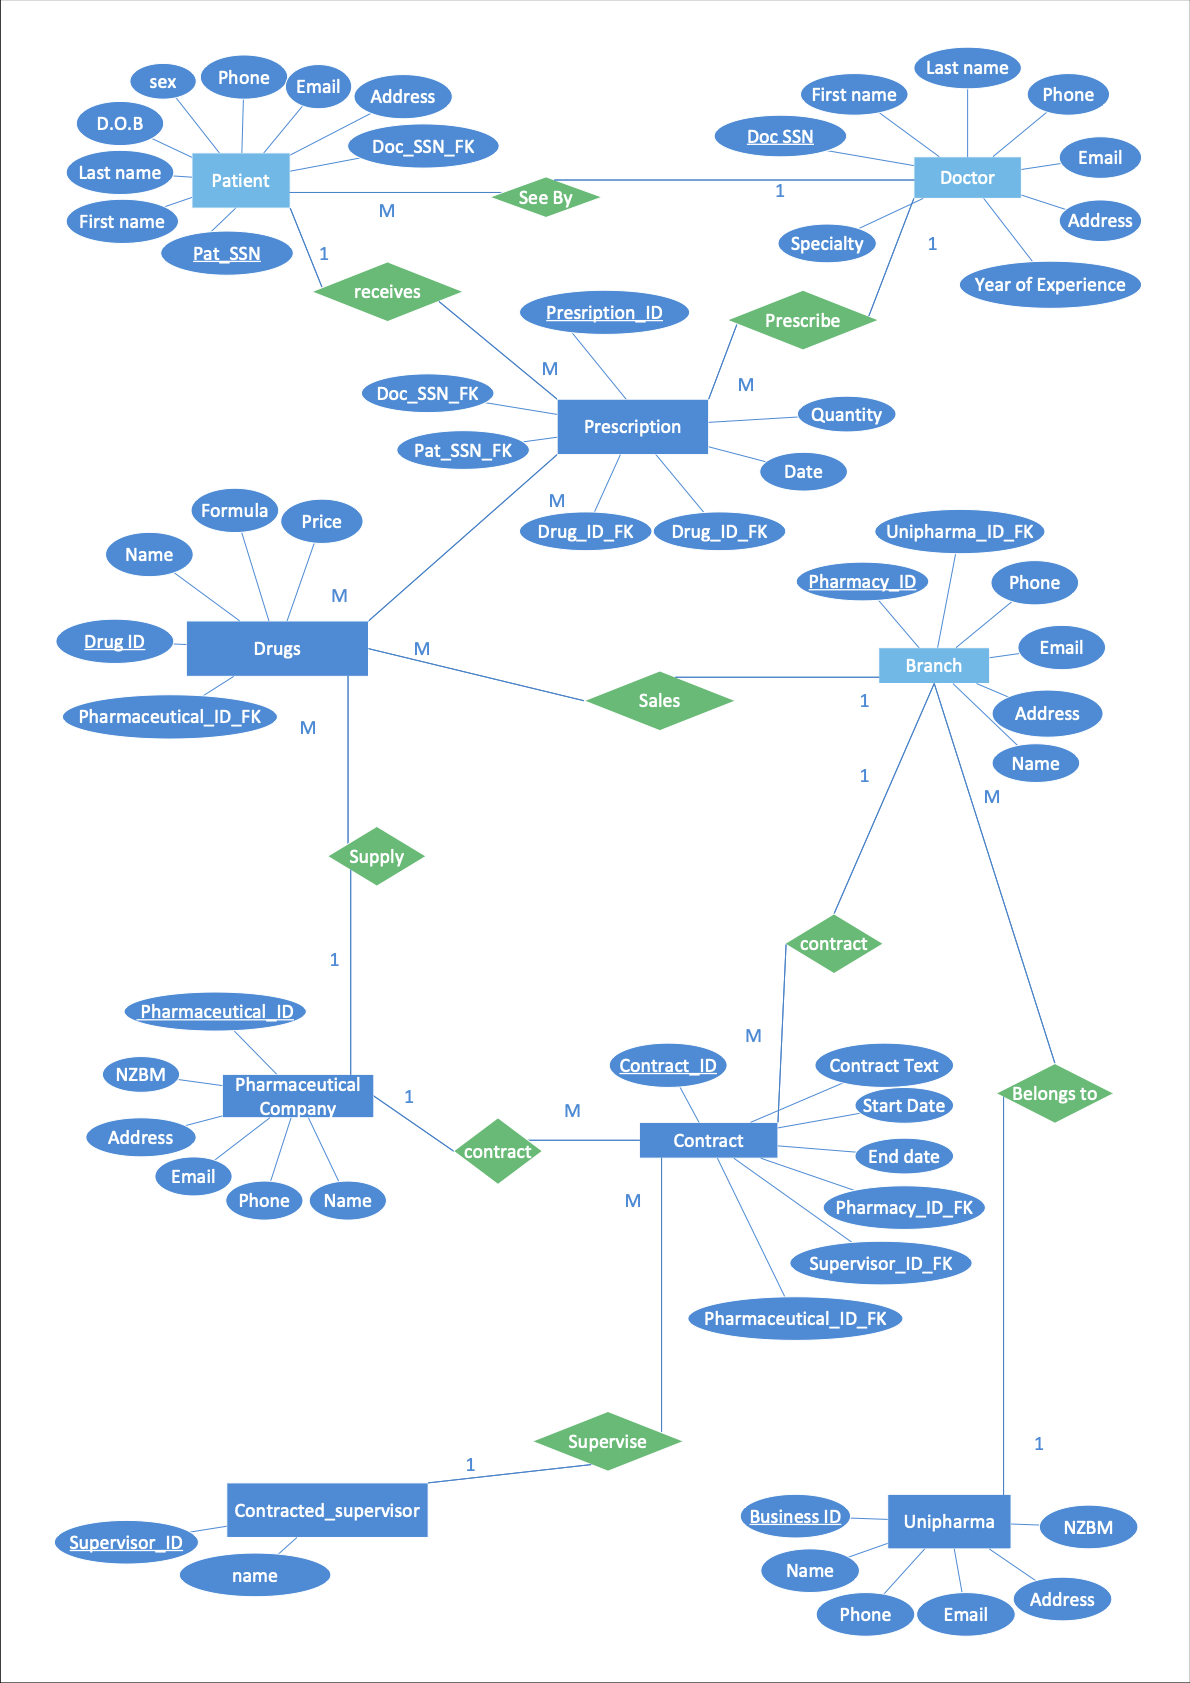 Last name
sex
Phone
Email
Address
First name
Phone
D.O.B
Doc SSN
Doc_SSN_FK
Email
Last name
Patient
Doctor
See By
1
M
First name
Address
Pat_SSN
1
Specialty
1
receives
Year of Experience
Presription_ID
Prescribe
M
M
Doc_SSN_FK
Quantity
Prescription
Pat_SSN_FK
Date
M
Formula
Price
Drug_ID_FK
Drug_ID_FK
Unipharma_ID_FK
Name
Pharmacy_ID
Phone
M
Drug ID
Drugs
M
Email
Branch
Sales
1
Pharmaceutical_ID_FK
M
Address
Name
1
M
Supply
contract
1
Pharmaceutical_ID
M
NZBM
Contract_ID
Contract Text
Pharmaceutical
Company
1
Start Date
Belongs to
M
Address
Contract
contract
End date
Email
Phone
Name
M
Pharmacy_ID_FK
Supervisor_ID_FK
Pharmaceutical_ID_FK
Supervise
1
1
Contracted_supervisor
Business ID
Unipharma
NZBM
Supervisor_ID
name
Name
Address
Phone
Email